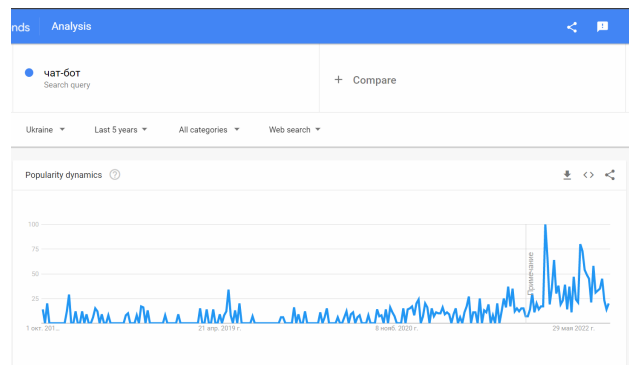 nds Analysis
чат-бот
Search query
+ Compare
Ukraine Last 5 years All categories Web search
Popularity dynamics
100
75
50
25
Примечание
1 окт. 201... 21 апр. 2019 г. 8 нояб. 2020 г. 29 мая 2022 г.